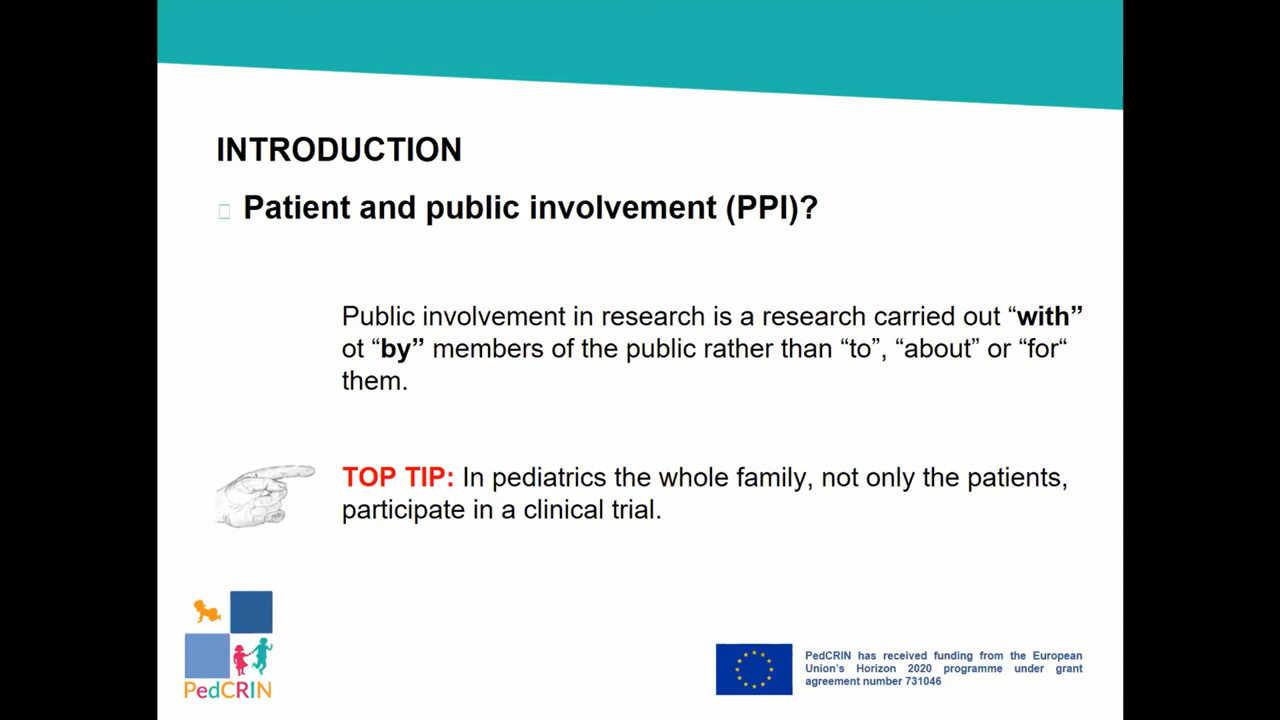 INTRODUCTION
Patient and public involvement (PPI)?
Public involvement in research is a research carried out “with”
ot “by” members of the public rather than “to”, “about” or “for“
them.
TOP TIP: In pediatrics the whole family, not only the patients,
participate in a clinical trial.
PedCRIN
PedCRIN has received funding from the European
Union’s Horizon 2020 programme under grant
agreement number 731046